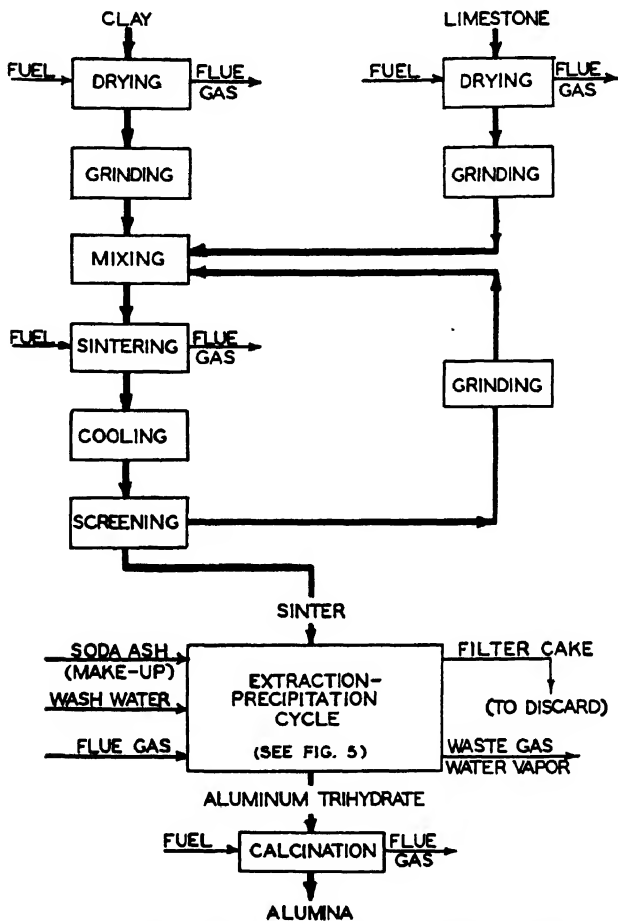 CLAY
LIMESTONE
FUEL
DRYING
FLUE
GAS
FUEL
DRYING
FLUE
GAS
GRINDING
GRINDING
MIXING
FUEL
SINTERING
FLUE
GAS
GRINDING
COOLING
SCREENING
SINTER
SODA ASH
(MAKE-UP)
WASH WATER
FLUE GAS
EXTRACTION-
PRECIPITATION
CYCLE
(SEE FIG. 5)
FILTER CAKE
(TO DISCARD)
WASTE GAS
WATER VAPOR
ALUMINUM TRIHYDRATE
FUEL
CALCINATION
FLUE
GAS
ALUMINA